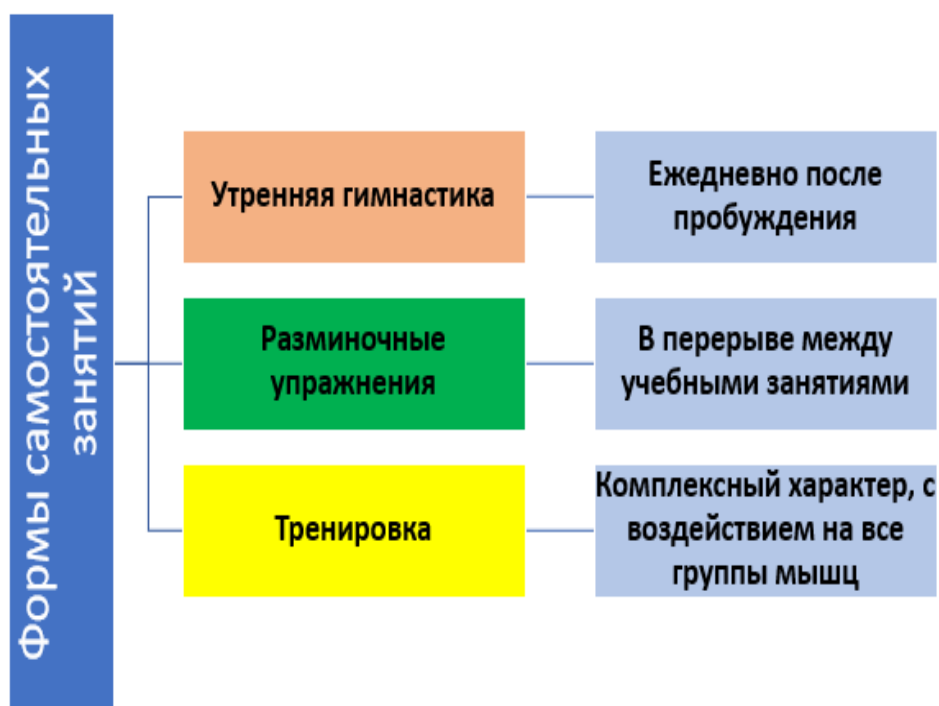 Формы самостоятельных
занятий
Утренняя гимнастика
Ежедневно после
пробуждения
Разминочные
упражнения
В перерыве между
учебными занятиями
Тренировка
Комплексный характер, с
воздействием на все
группы мышц